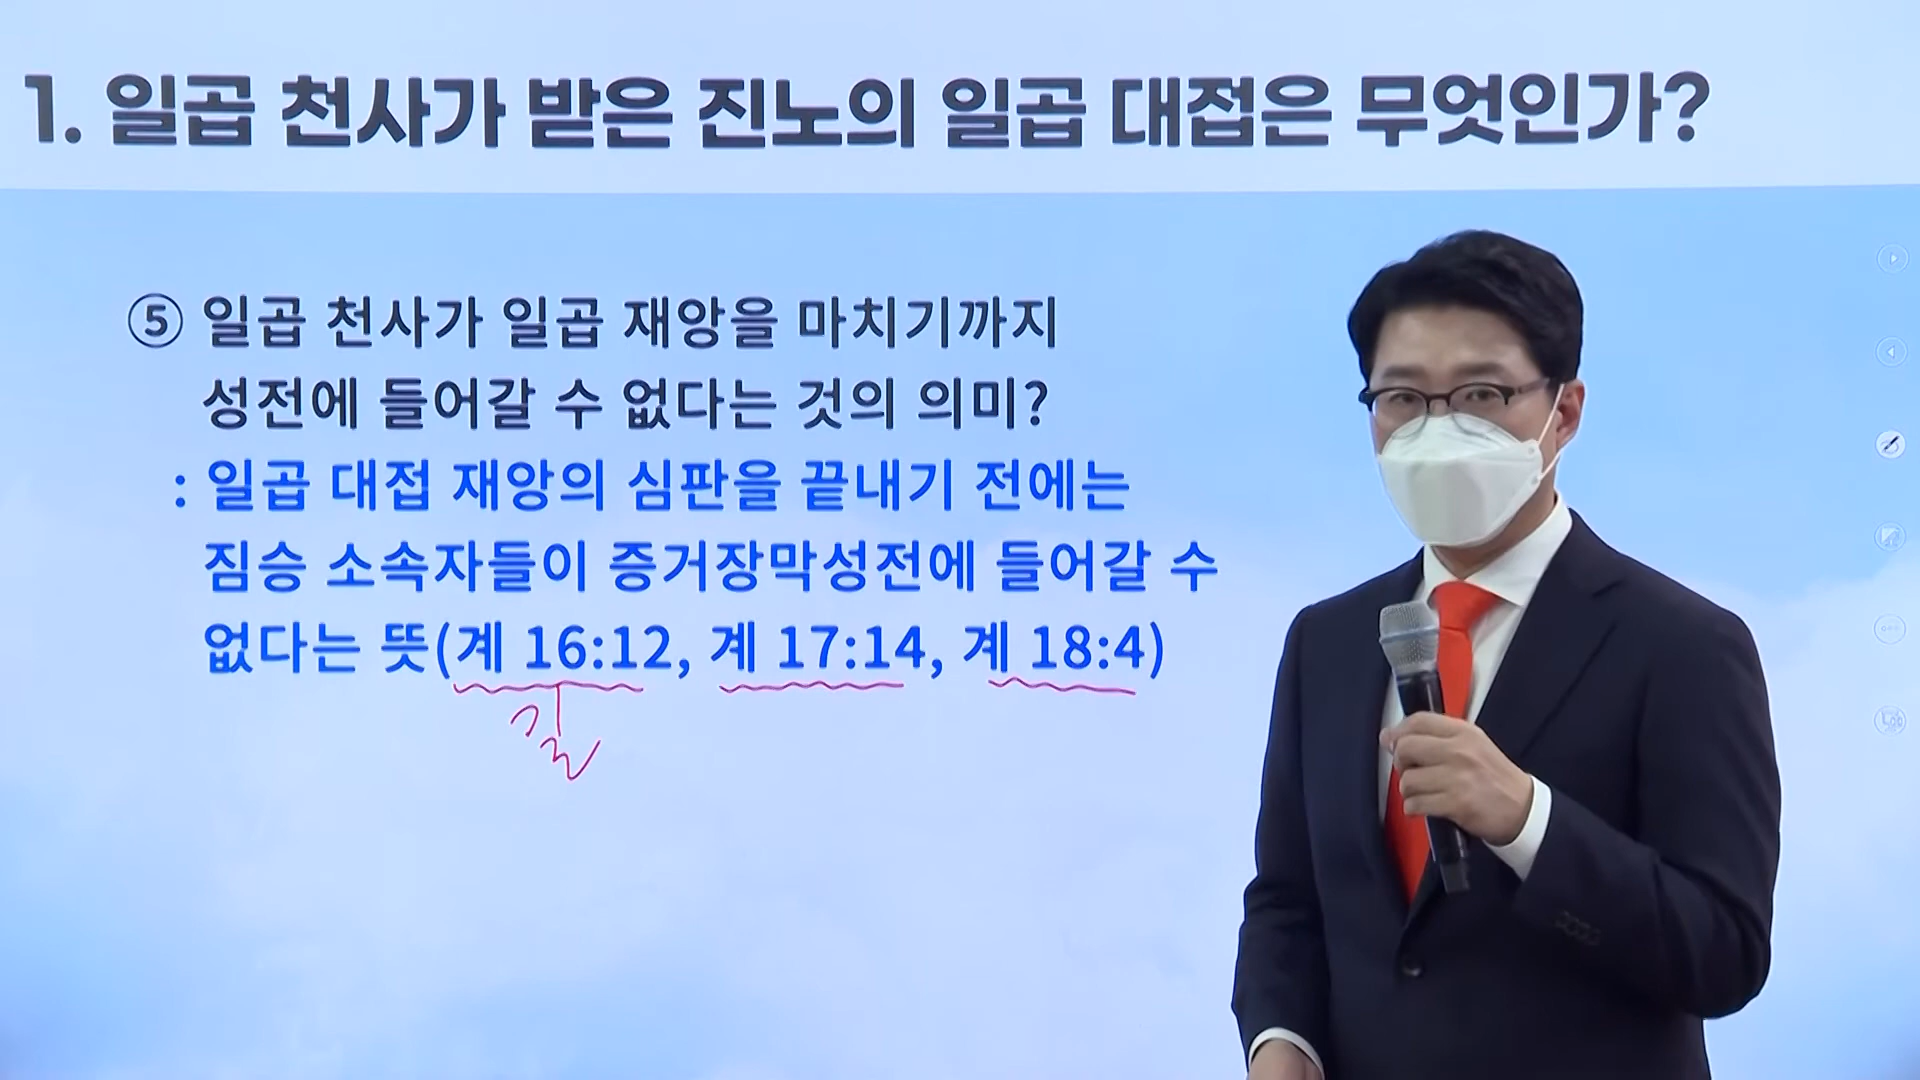 1. 일곱 천사가 받은 진노의 일곱 대접은 무엇인가?
⑤ 일곱 천사가 일곱 재앙을 마치기까지
성전에 들어갈 수 없다는 것의 의미?
: 일곱 대접 재앙의 심판을 끝내기 전에는
짐승 소속자들이 증거장막성전에 들어갈 수
없다는 뜻(계 16:12, 계 17:14, 계 18:4)
길